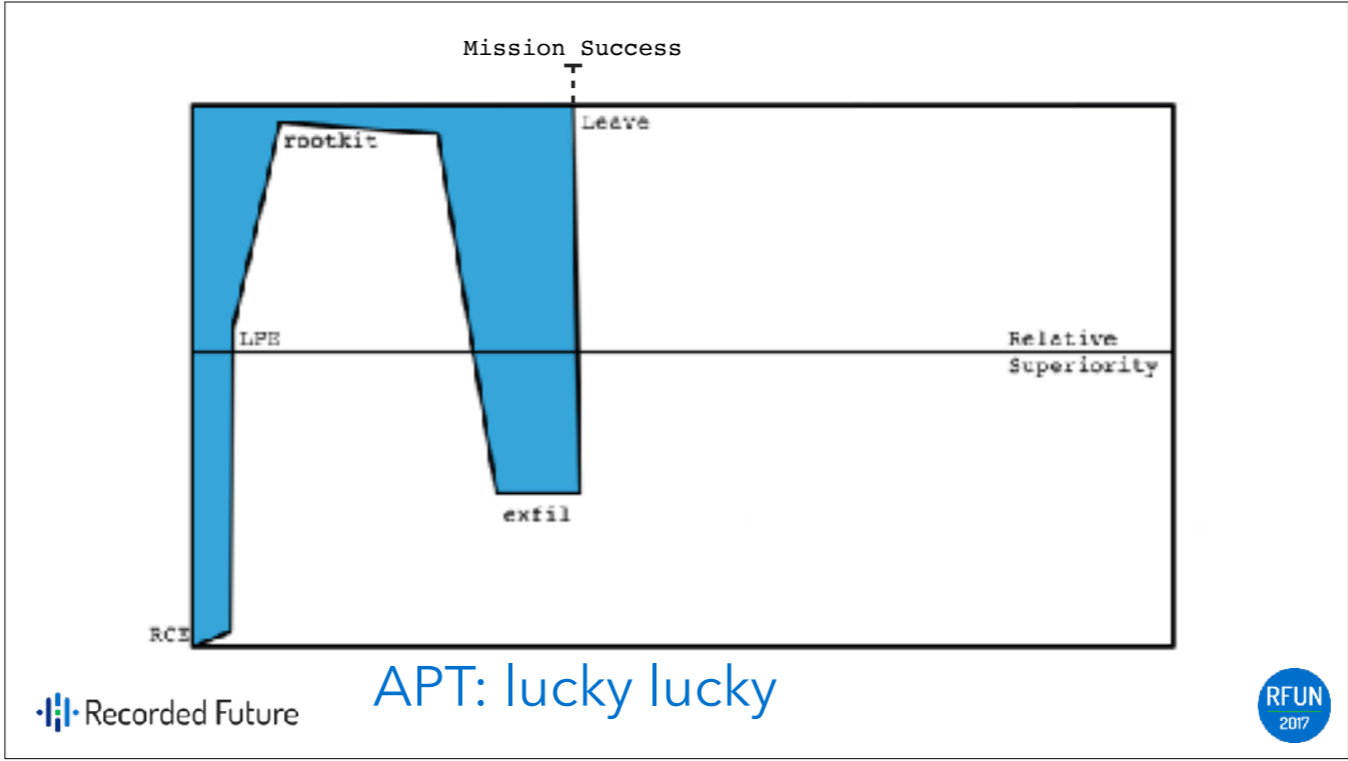 Mission Success
Leave
rootkit
LPE
Relative
Superiority
exfil
RCE
APT: lucky lucky
Recorded Future
RFUN
2017